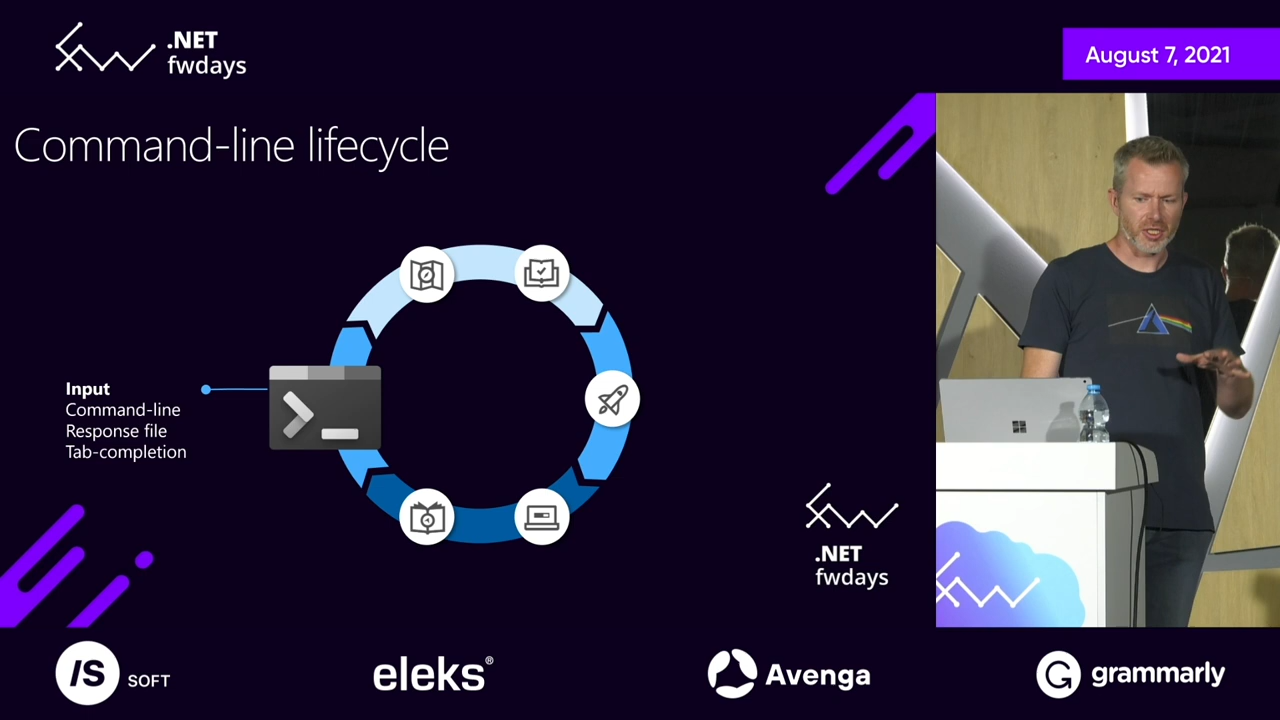 .NET
fwdays
August 7, 2021
Command-line lifecycle
Input
Command-line
Response file
Tab-completion
.NET
fwdays
IS SOFT
eleks®
Avenga
grammarly